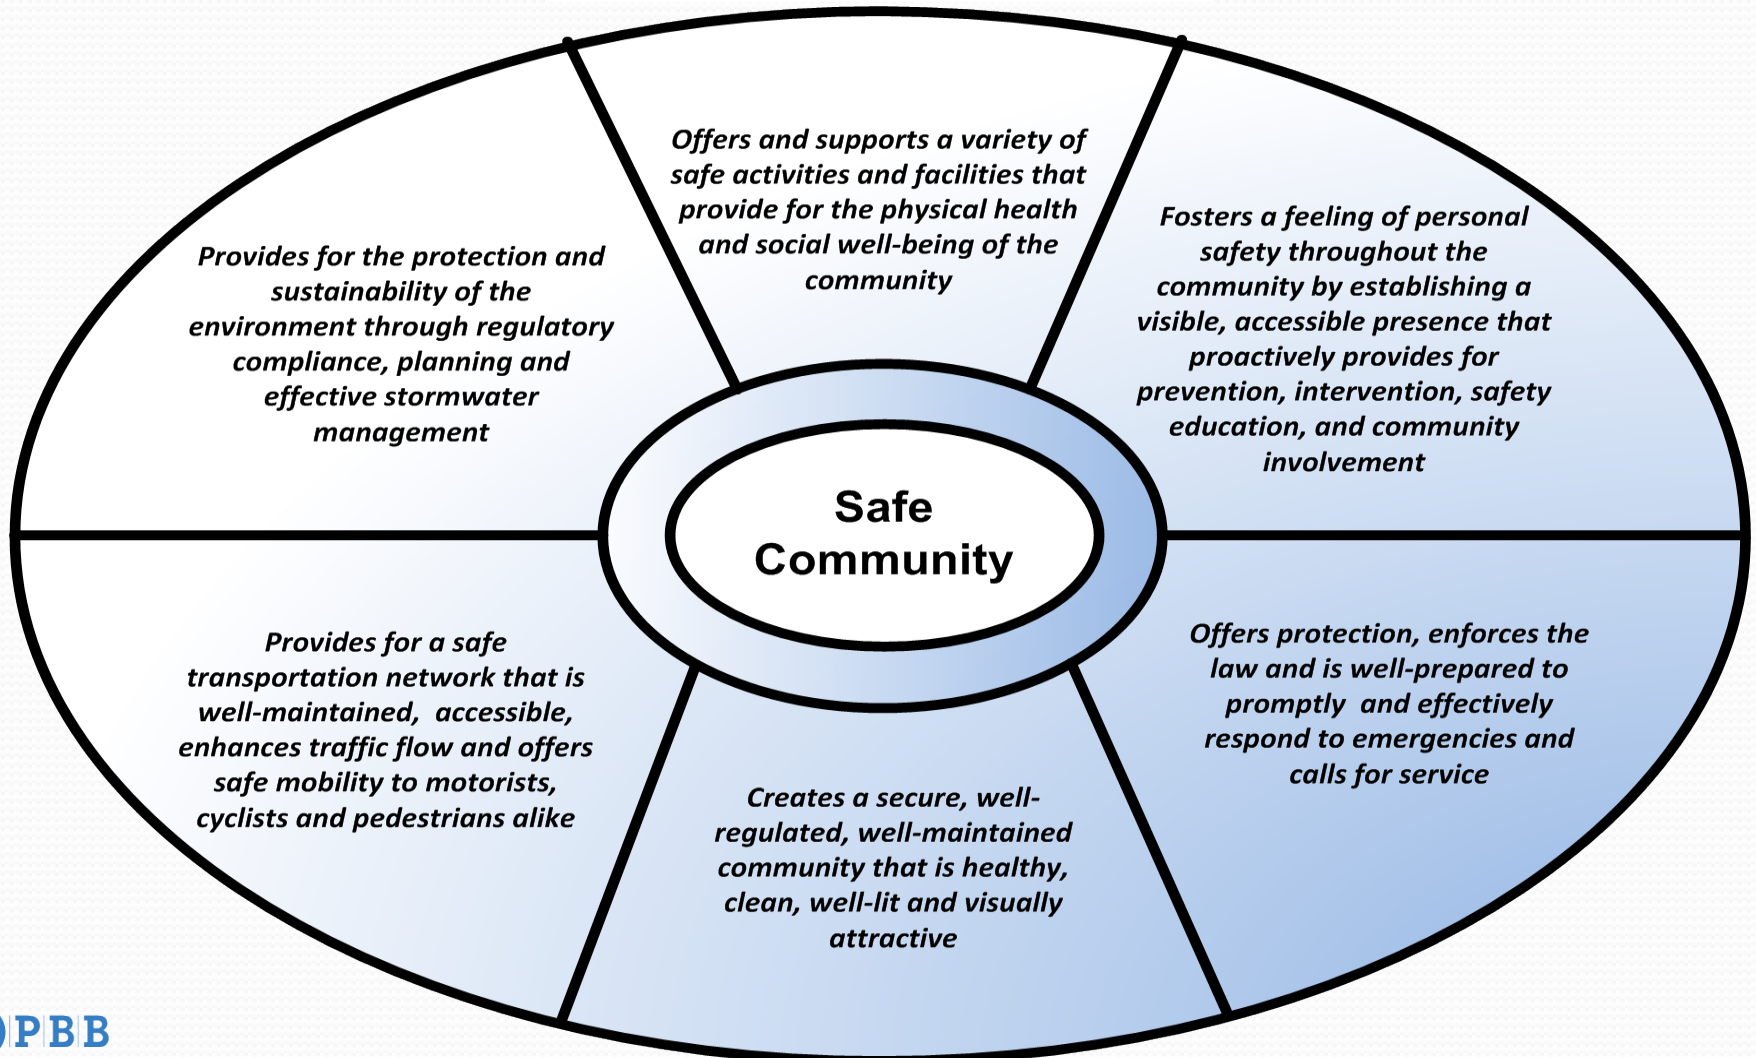 Offers and supports a variety of
safe activities and facilities that
provide for the physical health
and social well-being of the
community
Fosters a feeling of personal
safety throughout the
community by establishing a
visible, accessible presence that
proactively provides for
prevention, intervention, safety
education, and community
involvement
Offers protection, enforces the
law and is well-prepared to
promptly  and effectively
respond to emergencies and
calls for service
Creates a secure, well-
regulated, well-maintained
community that is healthy,
clean, well-lit and visually
attractive
Provides for a safe
transportation network that is
well-maintained,  accessible,
enhances traffic flow and offers
safe mobility to motorists,
cyclists and pedestrians alike
Provides for the protection and
sustainability of the
environment through regulatory
compliance, planning and
effective stormwater
management
Safe
Community
PBB